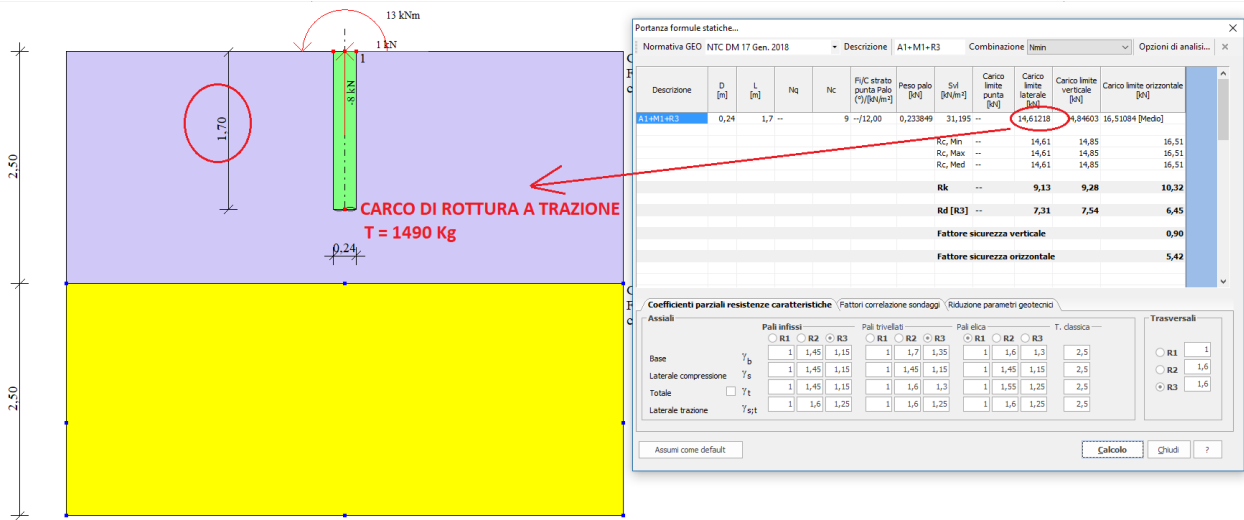 13 kNm
1 kN
1
-8 kN
1,70
2,50
CARCO DI ROTTURA A TRAZIONE
T = 1490 Kg
0,24
2,50
C
F
c
C
F
c
Portanza formule statiche...
Normativa GEO NTC DM 17 Gen. 2018 Descrizione A1+M1+R3 Combinazione Nmin Opzioni di analisi...
Descrizione D [m] L [m] Nq Nc Fi/C strato punta Palo (°)/[kN/m²] Peso palo [kN] Svl [kN/m²] Carico limite punta [kN] Carico limite laterale [kN] Carico limite verticale [kN] Carico limite orizzontale [kN]
A1+M1+R3 0,24 1,7 -- 9 --/12,00 0,233849 31,195 -- 14,61218 4,84603 16,51084 [Medio]
Rc, Min -- 14,61 14,85 16,51
Rc, Max -- 14,61 14,85 16,51
Rc, Med -- 14,61 14,85 16,51
Rk -- 9,13 9,28 10,32
Rd [R3] -- 7,31 7,54 6,45
Fattore sicurezza verticale 0,90
Fattore sicurezza orizzontale 5,42
Coefficienti parziali resistenze caratteristiche Fattori correlazione sondaggi Riduzione parametri geotecnici
Assiali Trasversali
Pali infissi Pali trivellati Pali elica T. classica
R1 R2 R3 R1 R2 R3 R1 R2 R3
Base γb 1 1,45 1,15 1 1,7 1,35 1 1,6 1,3 2,5
Laterale compressione γs 1 1,45 1,15 1 1,45 1,15 1 1,45 1,15 2,5
Totale γt 1 1,45 1,15 1 1,6 1,3 1 1,55 1,25 2,5
Laterale trazione γs;t 1 1,6 1,25 1 1,6 1,25 1 1,6 1,25 2,5
R1 1
R2 1,6
R3 1,6
Assumi come default Calcolo Chiudi ?